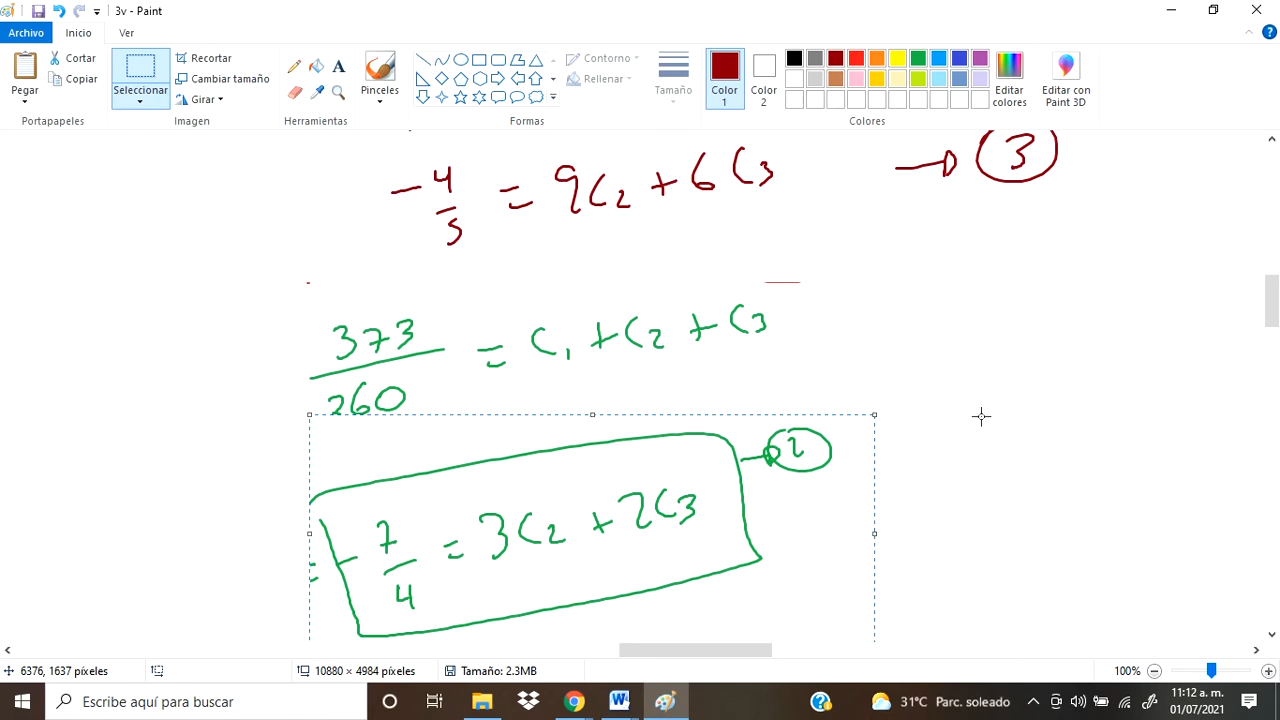 3v - Paint
Archivo Inicio Ver
Pegar Cortar Copiar Seleccionar Recortar Cambiar tamaño Girar Pinceles Contorno Rellenar Tamaño Color 1 Color 2 Editar colores Editar con Paint 3D
Portapapeles Imagen Herramientas Formas Colores
-4/5 = 9C2 + 6C3 → 3
373/260 = C1 + C2 + C3
→ 2
= -7/4 = 3C2 + 2C3
6376, 1637 píxeles 10880 × 4984 píxeles Tamaño: 2.3MB 100%
Escribe aquí para buscar 31°C Parc. soleado 11:12 a. m.
01/07/2021